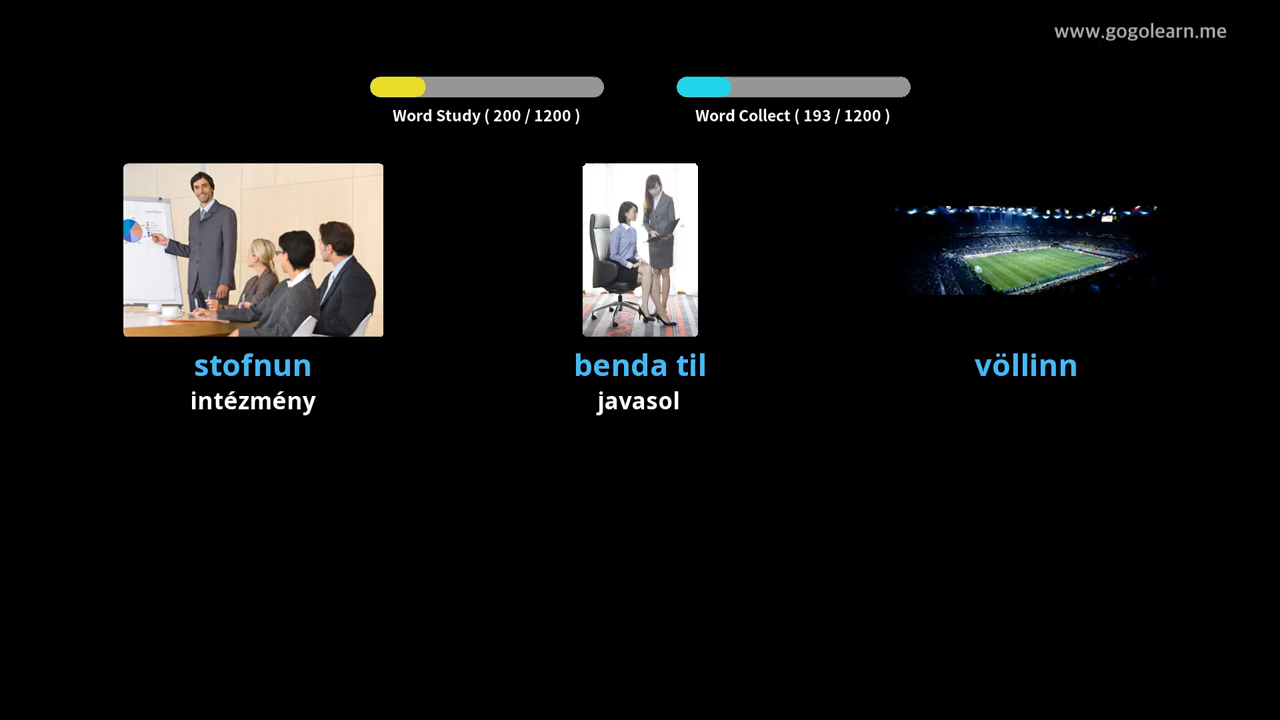 www.gogolearn.me
Word Study ( 200 / 1200 )
Word Collect ( 193 / 1200 )
stofnun
intézmény
benda til
javasol
völlinn